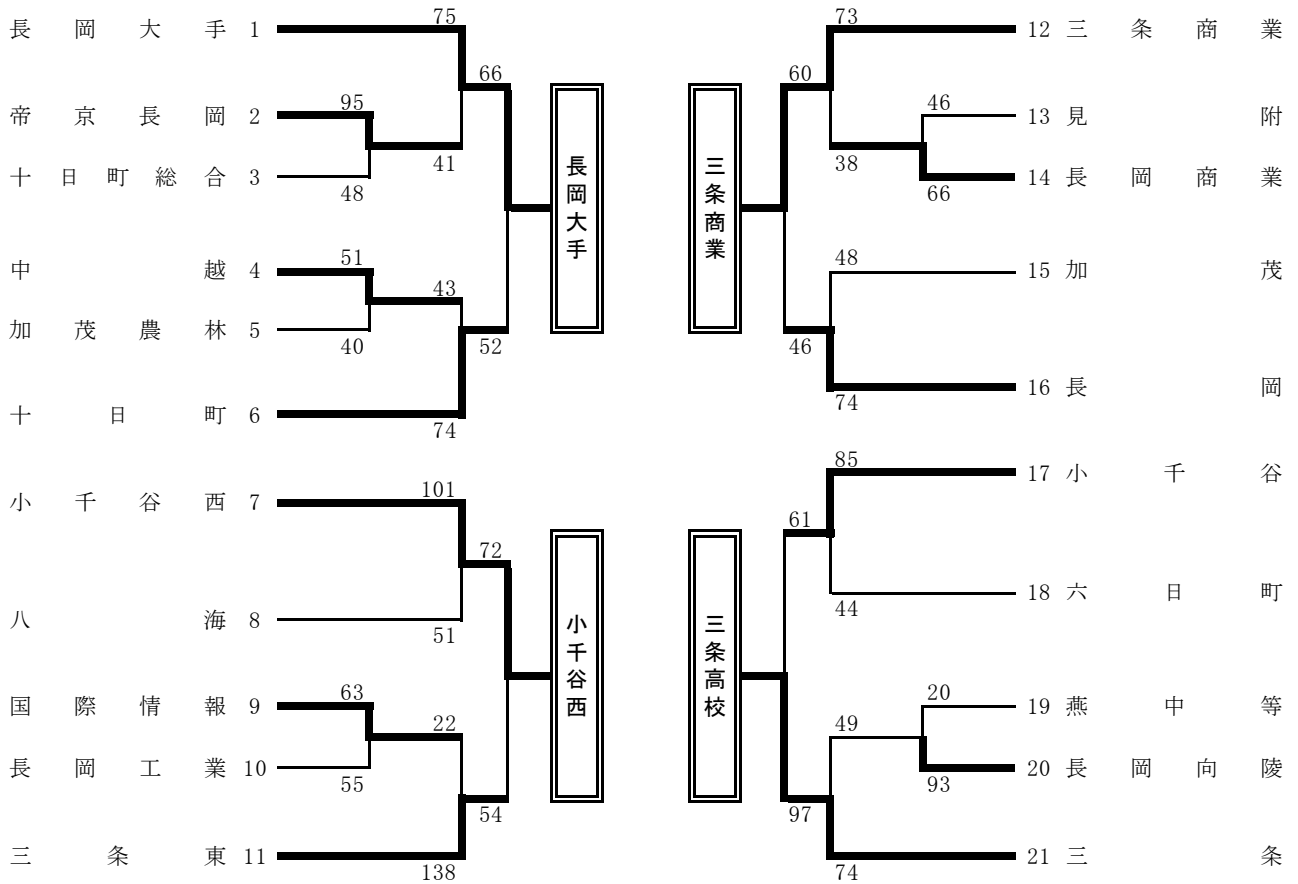 長岡大手 1
75
帝京長岡 2
95
十日町総合 3
48
41
66
中越 4
51
加茂農林 5
40
43
十日町 6
74
52
長岡大手
小千谷西 7
101
八海 8
51
72
国際情報 9
63
長岡工業 10
55
22
三条東 11
138
54
小千谷西
73
12 三条商業
60
46
13 見附
38
66
14 長岡商業
三条商業
48
15 加茂
46
74
16 長岡
85
17 小千谷
61
44
18 六日町
三条高校
20
19 燕中等
49
93
20 長岡向陵
97
74
21 三条